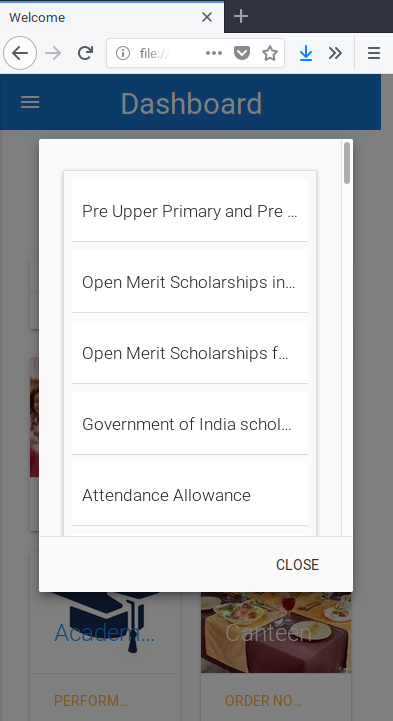 Welcome
file://
Dashboard
Pre Upper Primary and Pre ...
Open Merit Scholarships in...
Open Merit Scholarships f...
Government of India schol...
Attendance Allowance
CLOSE
Academ...
Canteen
PERFORM...
ORDER NO...